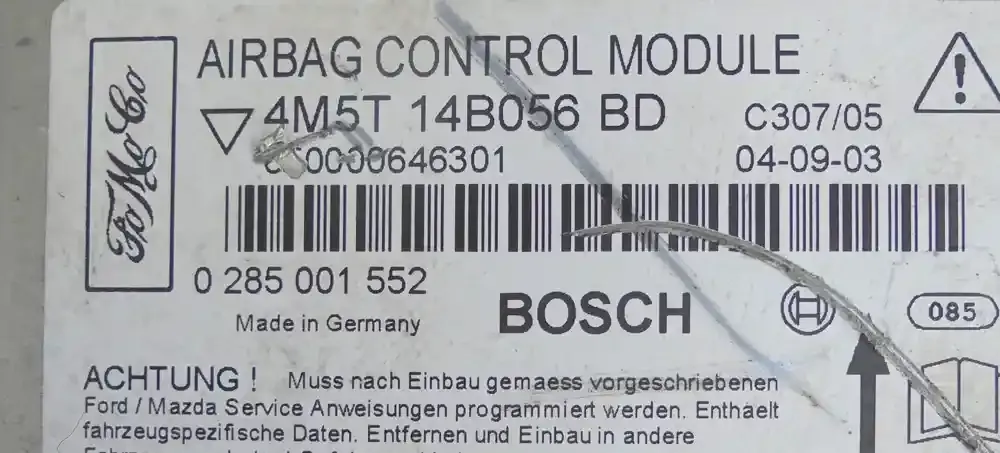 AIRBAG CONTROL MODULE
FoMoCo
4M5T 14B056 BD
C307/05
0000646301
04-09-03
0 285 001 552
Made in Germany
BOSCH
085
ACHTUNG ! Muss nach Einbau gemaess vorgeschriebenen
Ford / Mazda Service Anweisungen programmiert werden. Enthaelt
fahrzeugspezifische Daten. Entfernen und Einbau in andere